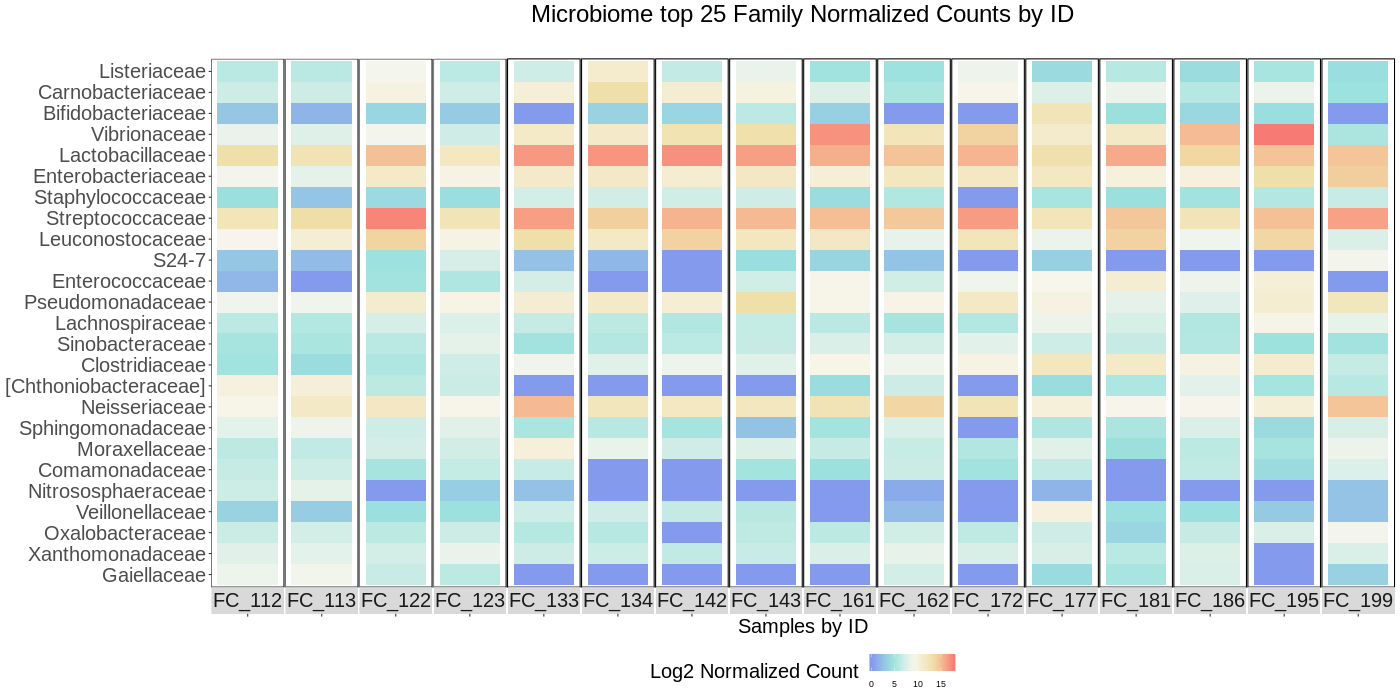 Microbiome top 25 Family Normalized Counts by ID
Listeriaceae
Carnobacteriaceae
Bifidobacteriaceae
Vibrionaceae
Lactobacillaceae
Enterobacteriaceae
Staphylococcaceae
Streptococcaceae
Leuconostocaceae
S24-7
Enterococcaceae
Pseudomonadaceae
Lachnospiraceae
Sinobacteraceae
Clostridiaceae
[Chthoniobacteraceae]
Neisseriaceae
Sphingomonadaceae
Moraxellaceae
Comamonadaceae
Nitrososphaeraceae
Veillonellaceae
Oxalobacteraceae
Xanthomonadaceae
Gaiellaceae
FC_112 FC_113 FC_122 FC_123 FC_133 FC_134 FC_142 FC_143 FC_161 FC_162 FC_172 FC_177 FC_181 FC_186 FC_195 FC_199
Samples by ID
Log2 Normalized Count
0 5 10 15